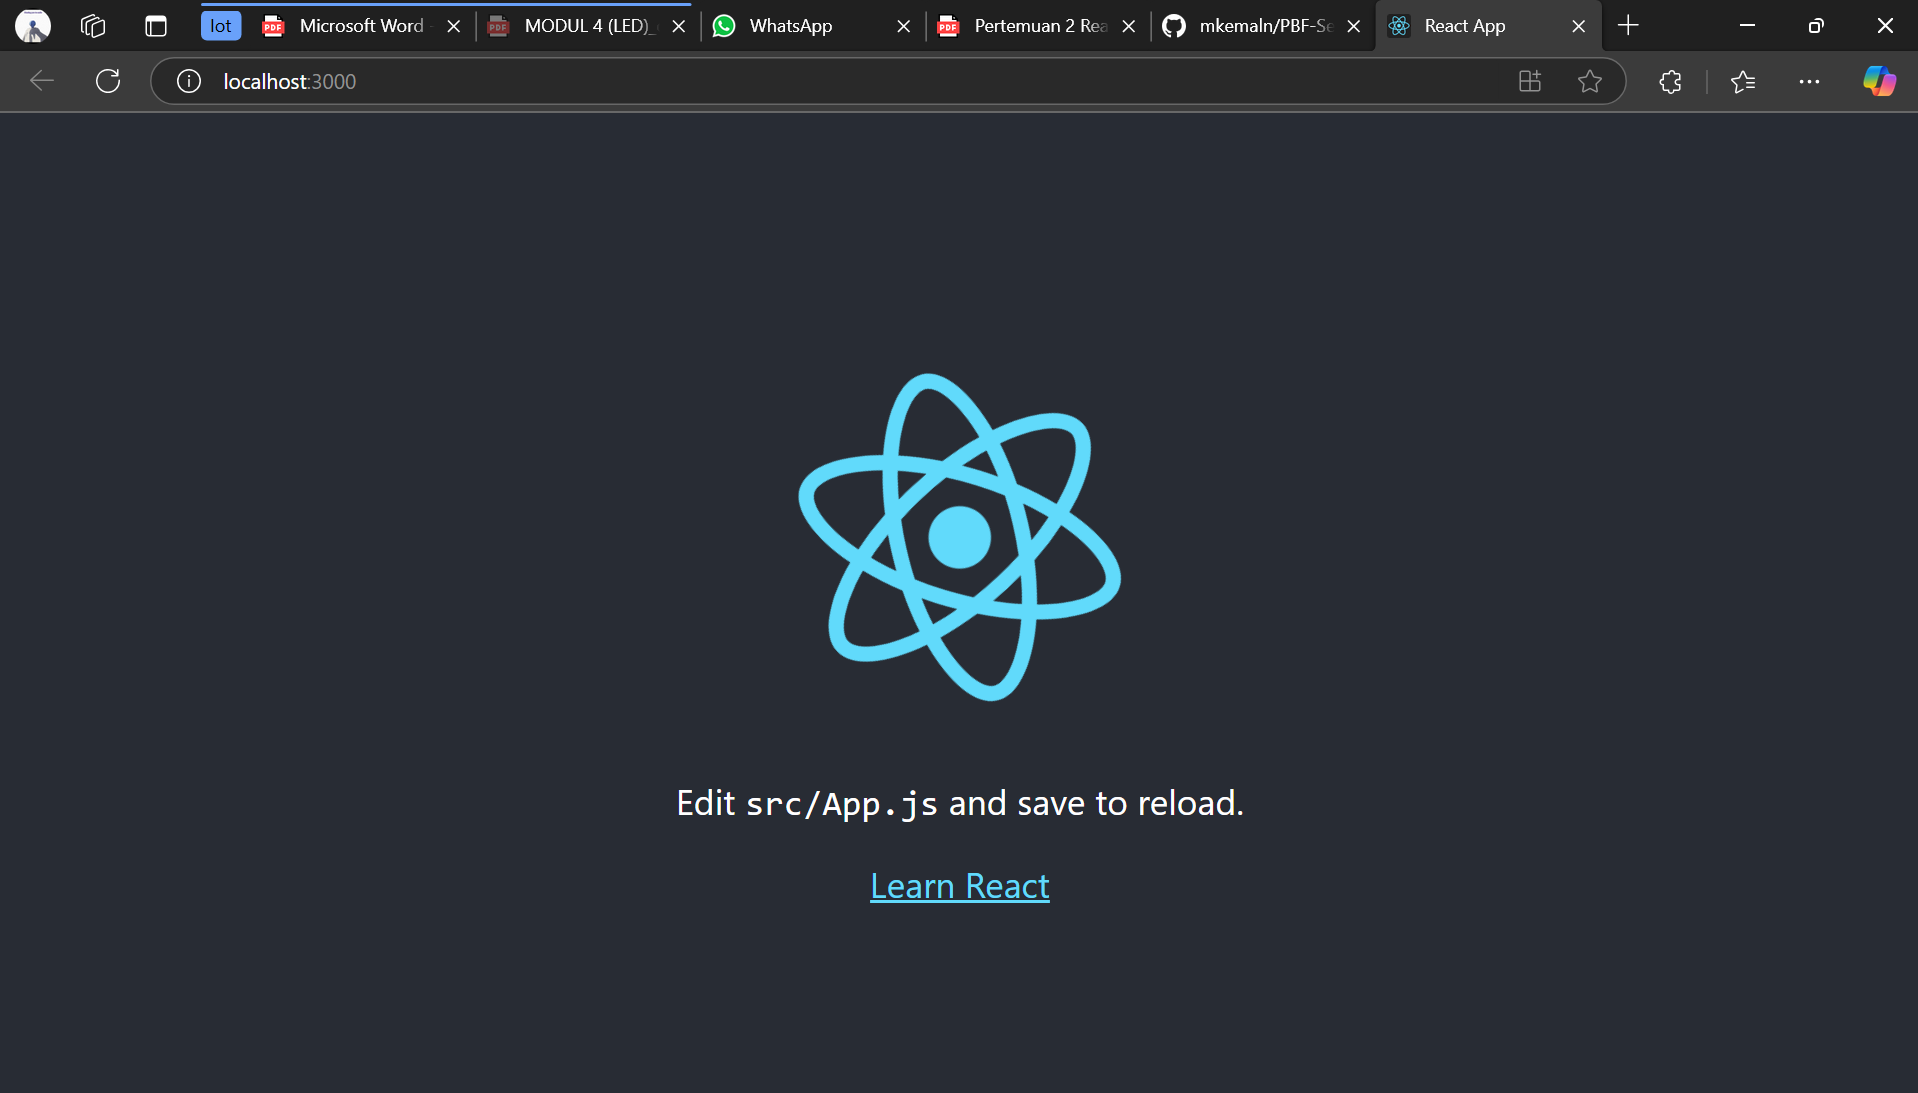 Iot
Microsoft Word -
MODUL 4 (LED)_
WhatsApp
Pertemuan 2 Rea
mkemaln/PBF-Se
React App
localhost:3000
Edit src/App.js and save to reload.
Learn React